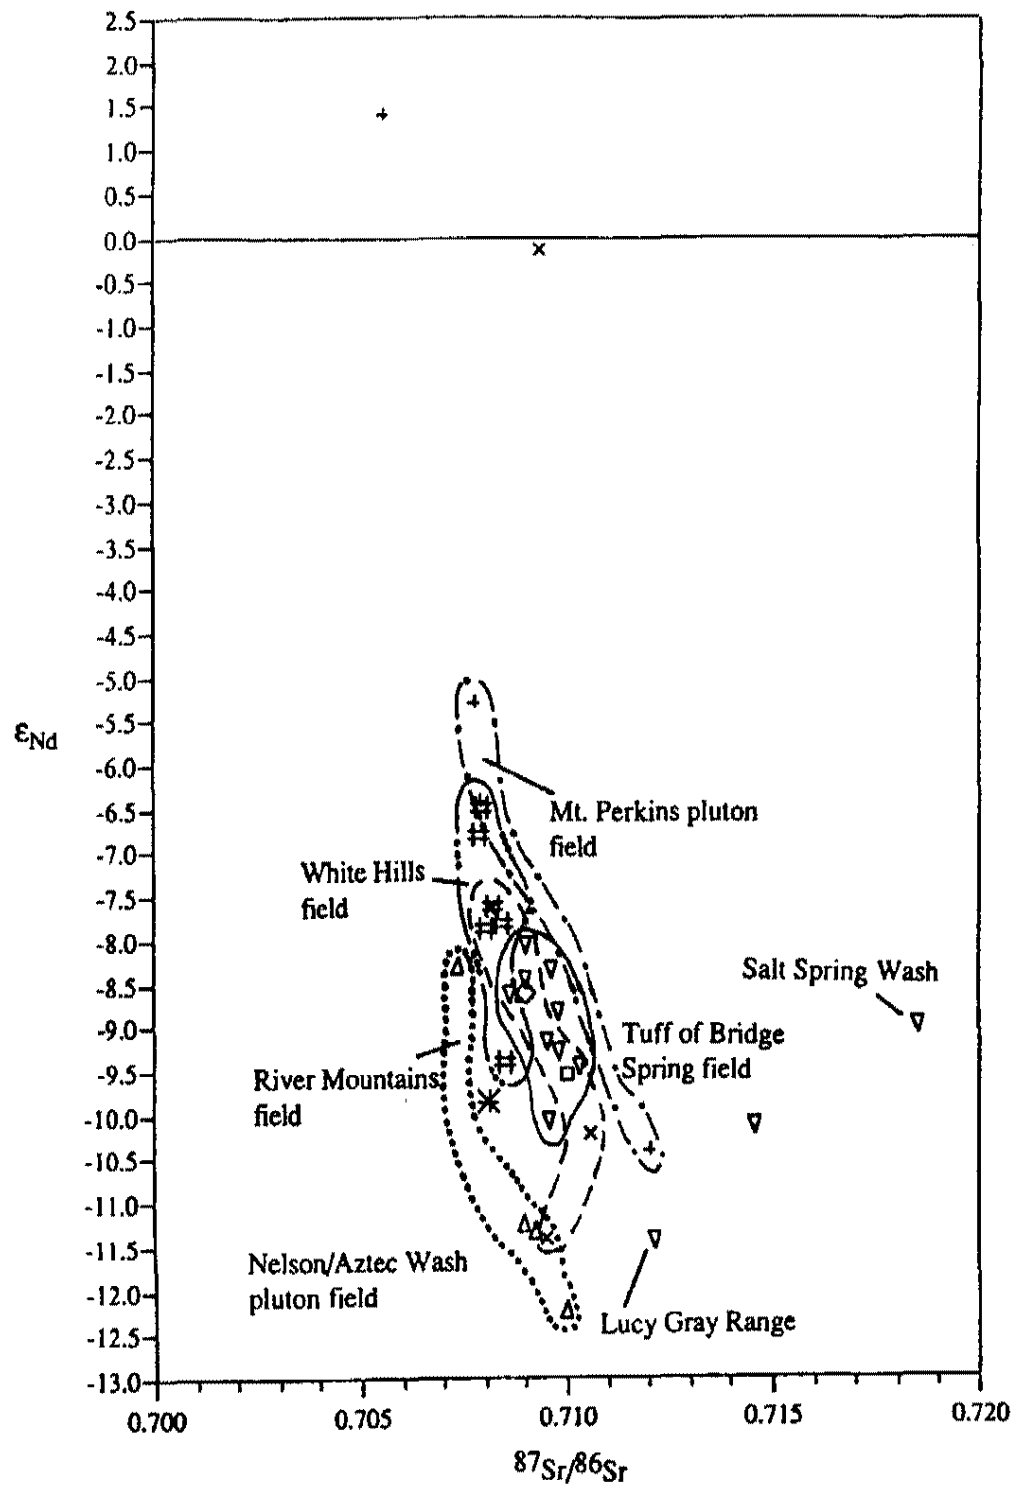 2.5
2.0
1.5
1.0
0.5
0.0
-0.5
-1.0
-1.5
-2.0
-2.5
-3.0
-3.5
-4.0
-4.5
-5.0
-5.5
-6.0
-6.5
-7.0
-7.5
-8.0
-8.5
-9.0
-9.5
-10.0
-10.5
-11.0
-11.5
-12.0
-12.5
-13.0
εNd
Mt. Perkins pluton
field
White Hills
field
Salt Spring Wash
Tuff of Bridge
Spring field
River Mountains
field
Nelson/Aztec Wash
pluton field
Lucy Gray Range
0.700
0.705
0.710
0.715
0.720
87Sr/86Sr